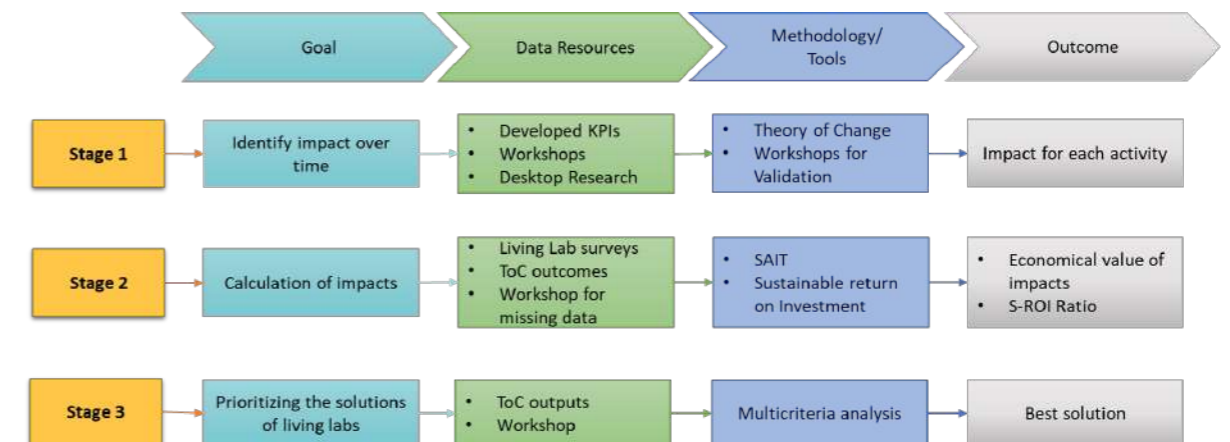 Goal
Data Resources
Methodology/
Tools
Outcome
Stage 1
Identify impact over
time
• Developed KPIs
• Workshops
• Desktop Research
• Theory of Change
• Workshops for
Validation
Impact for each activity
Stage 2
Calculation of impacts
• Living Lab surveys
• ToC outcomes
• Workshop for
missing data
• SAIT
• Sustainable return
on Investment
• Economical value of
impacts
• S-ROI Ratio
Stage 3
Prioritizing the solutions
of living labs
• ToC outputs
• Workshop
Multicriteria analysis
Best solution